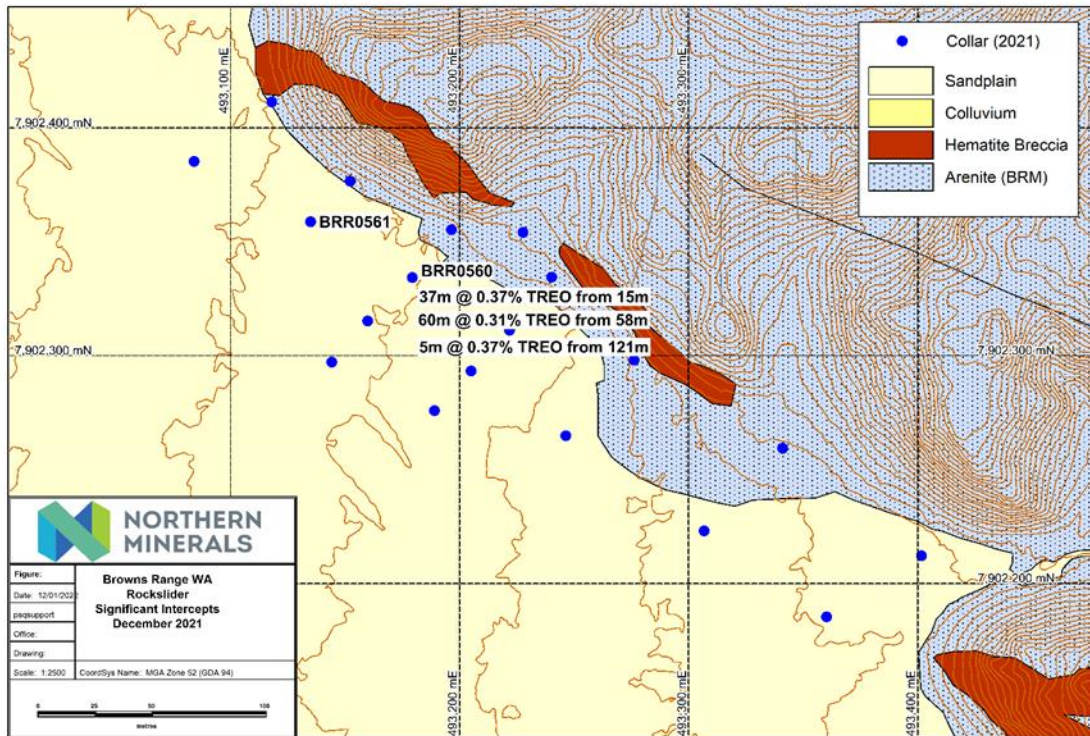 493,100 mE
493,200 mE
493,300 mE
Collar (2021)
Sandplain
Colluvium
Hematite Breccia
Arenite (BRM)
7,902,400 mN
BRR0561
BRR0560
37m @ 0.37% TREO from 15m
60m @ 0.31% TREO from 58m
5m @ 0.37% TREO from 121m
7,902,300 mN
7,902,300 mN
7,902,200 mN
493,200 mE
493,300 mE
493,400 mE
NORTHERN
MINERALS
Figure:
Date: 12/01/202
psqsupport
Office:
Drawing:
Browns Range WA
Rockslider
Significant Intercepts
December 2021
Scale: 1:2500
CoordSys Name: MGA Zone 52 (GDA 94)
0 25 50 100
metres